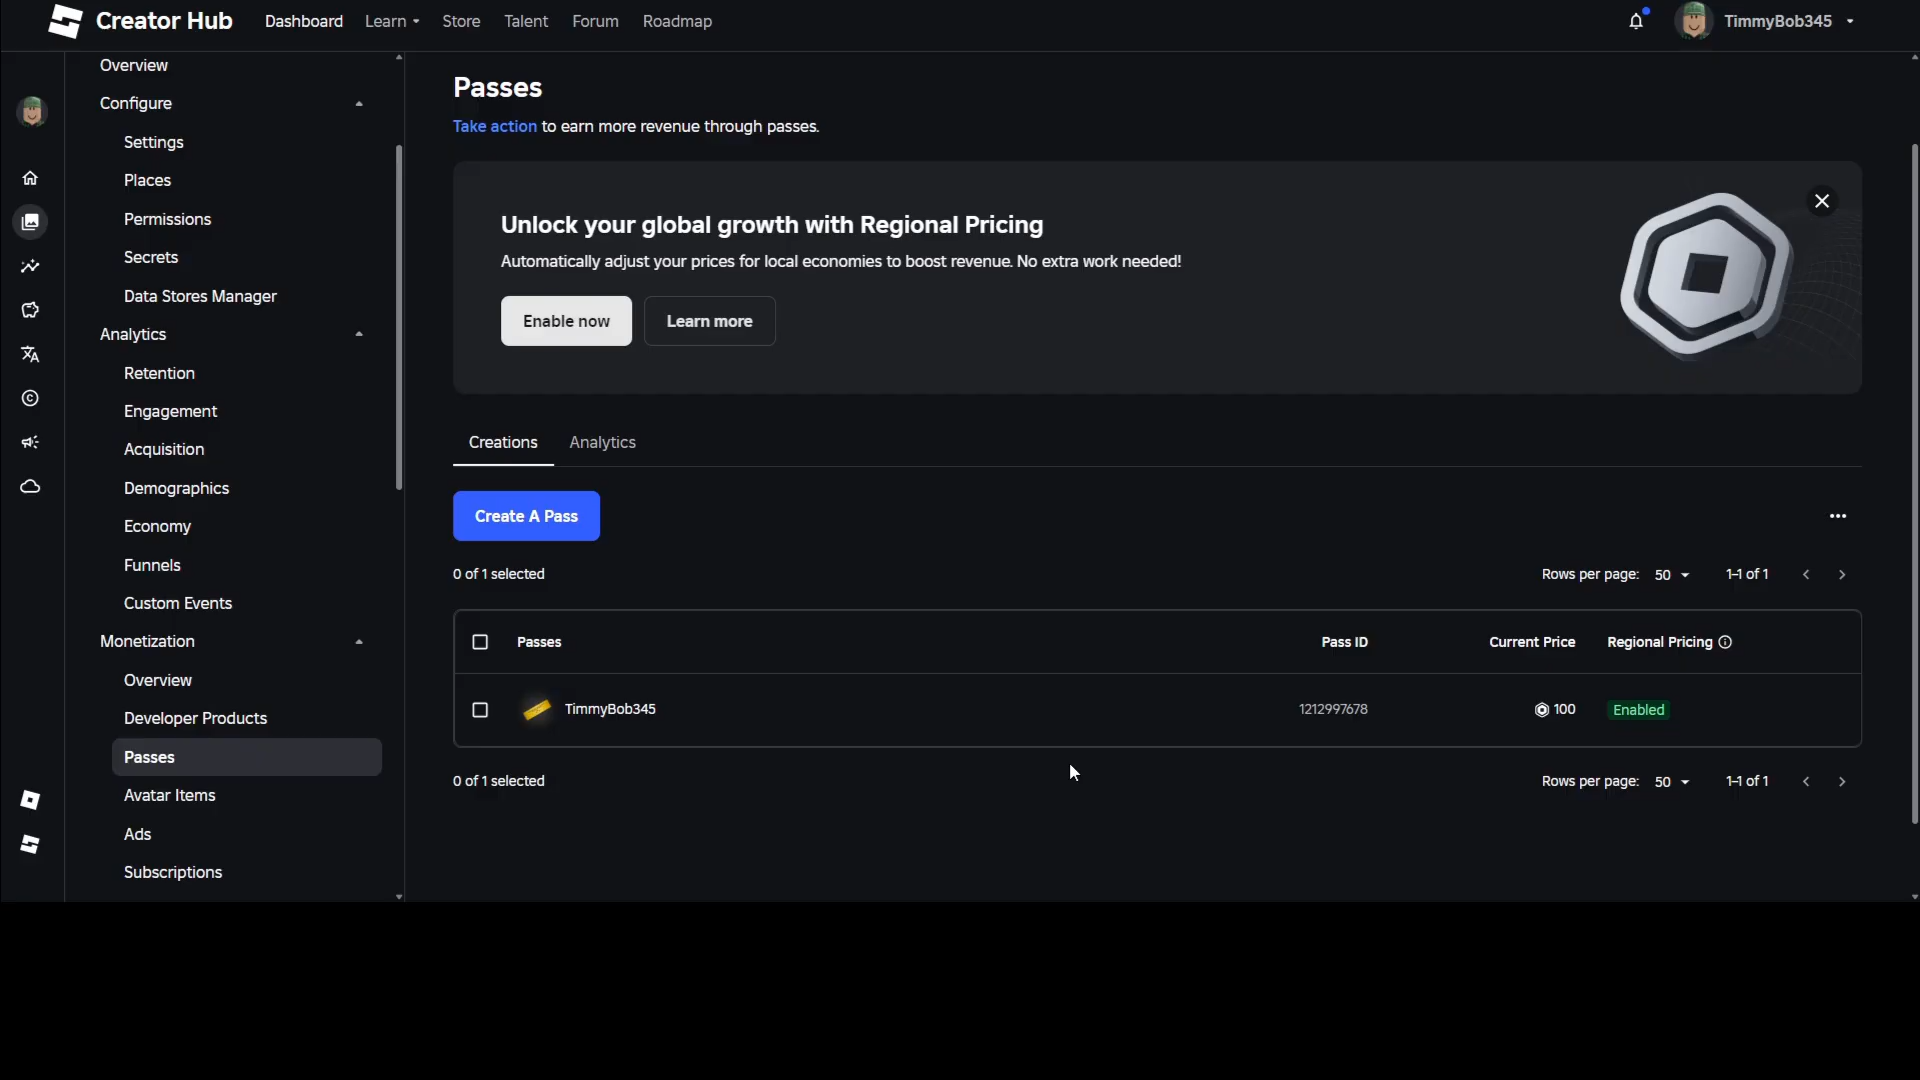 Creator Hub
Dashboard
Learn
Store
Talent
Forum
Roadmap
TimmyBob345
Overview
Configure
Settings
Places
Permissions
Secrets
Data Stores Manager
Analytics
Retention
Engagement
Acquisition
Demographics
Economy
Funnels
Custom Events
Monetization
Overview
Developer Products
Passes
Avatar Items
Ads
Subscriptions
Passes
Take action to earn more revenue through passes.
Unlock your global growth with Regional Pricing
Automatically adjust your prices for local economies to boost revenue. No extra work needed!
Enable now
Learn more
Creations
Analytics
Create A Pass
0 of 1 selected
Rows per page: 50
1–1 of 1
Passes
Pass ID
Current Price
Regional Pricing
TimmyBob345
1212997678
100
Enabled
0 of 1 selected
Rows per page: 50
1–1 of 1